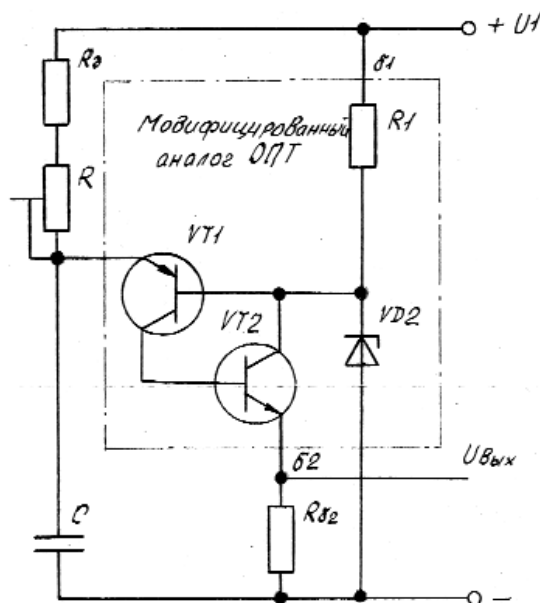 + U1
Rэ
б1
Модифицированный
аналог ОПТ
R1
R
VT1
VT2
VD2
б2
Uвых
C
Rб2
–